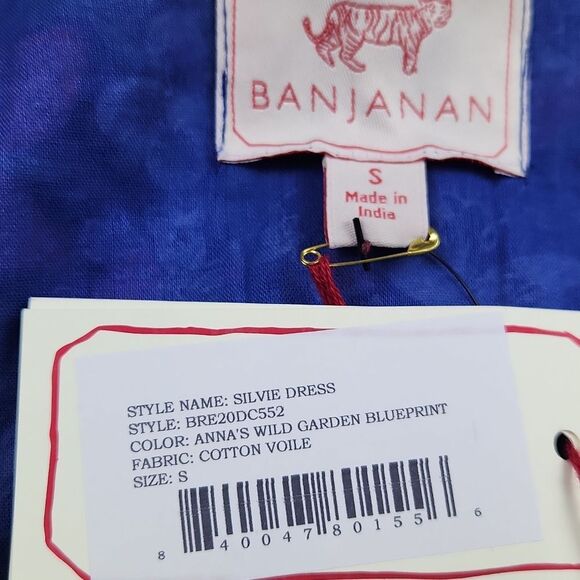 BANJANAN
S
Made in
India
STYLE NAME: SILVIE DRESS
STYLE: BRE20DC552
COLOR: ANNA'S WILD GARDEN BLUEPRINT
FABRIC: COTTON VOILE
SIZE: S
8 40047 80155 6